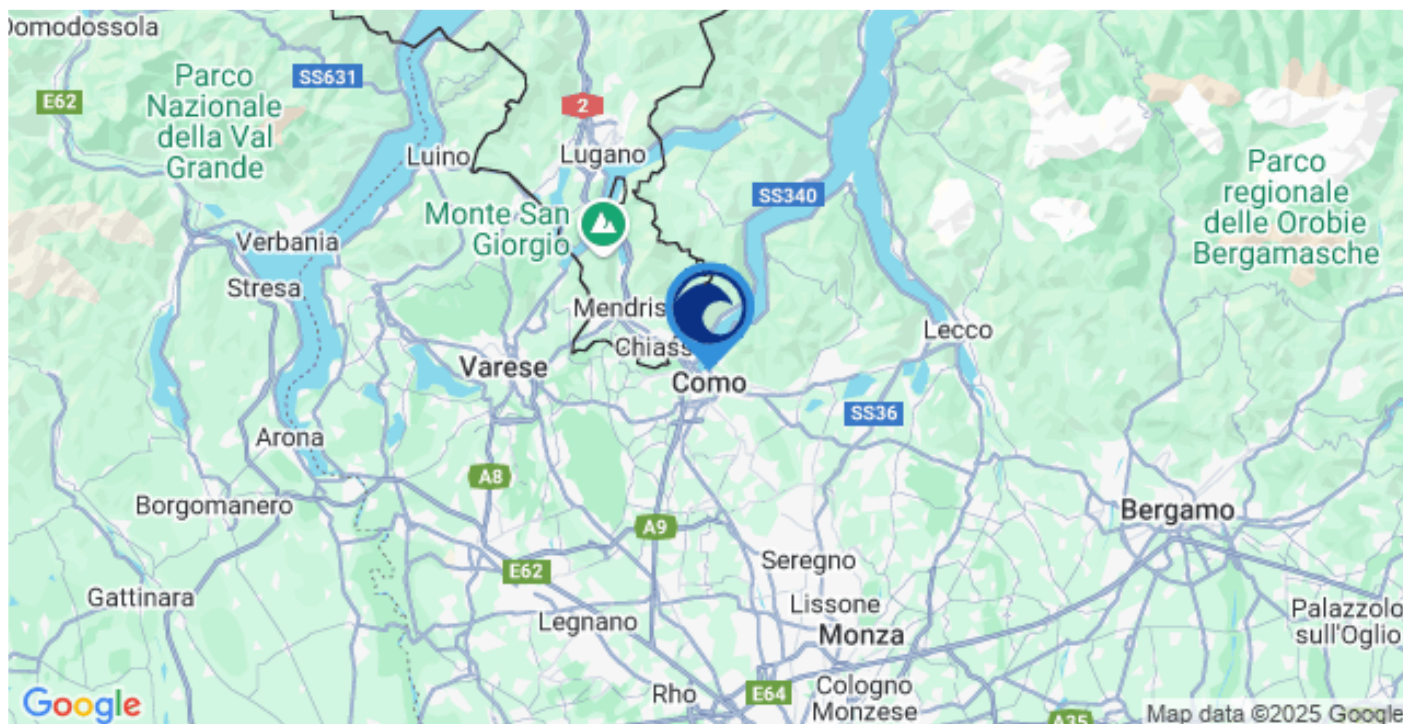 Domodossola
Parco
Nazionale
della Val
Grande
E62
SS631
2
Luino
Lugano
Monte San
Giorgio
SS340
Parco
regionale
delle Orobie
Bergamasche
Verbania
Stresa
Mendris
Chiass
Lecco
Varese
Como
SS36
Arona
A8
Borgomanero
A9
Bergamo
E62
Seregno
Gattinara
Legnano
Lissone
Monza
Palazzolo
sull'Oglio
Rho
E64
Cologno
Monzese
A35
Google
Map data ©2025 Google